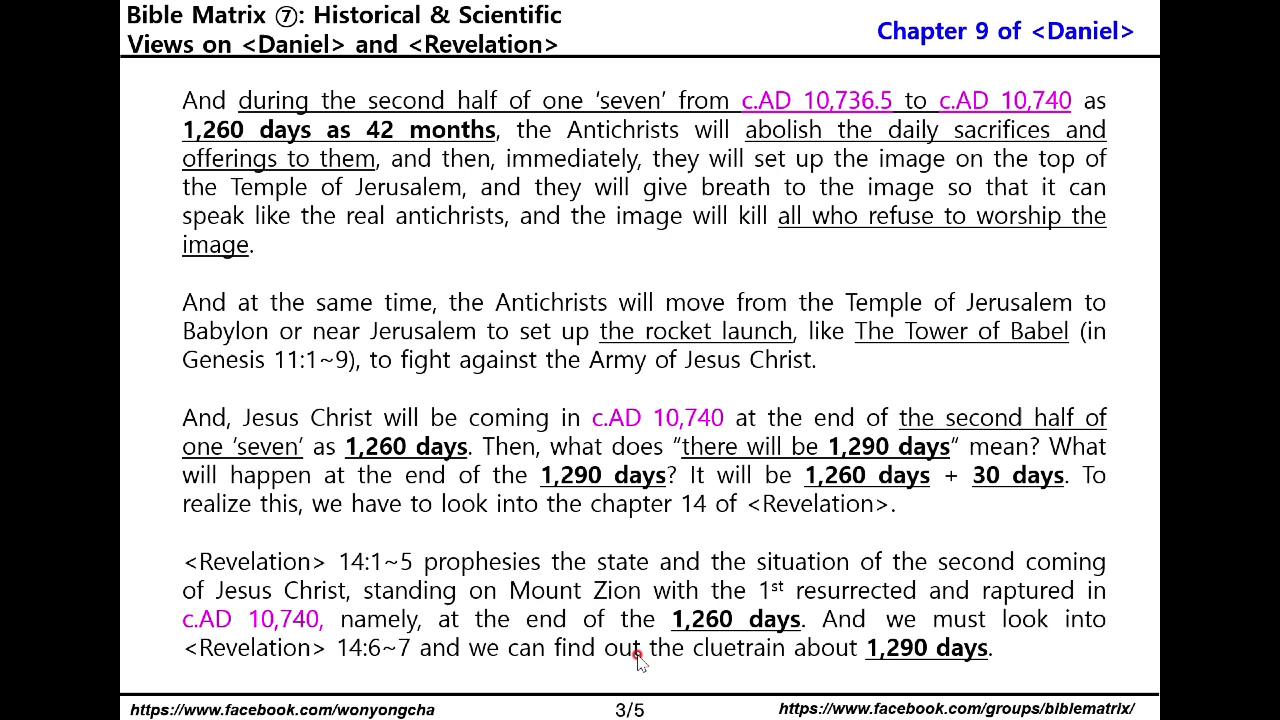 Bible Matrix ⑦: Historical & Scientific
Views on <Daniel> and <Revelation>
Chapter 9 of <Daniel>
And during the second half of one ‘seven’ from c.AD 10,736.5 to c.AD 10,740 as
1,260 days as 42 months, the Antichrists will abolish the daily sacrifices and
offerings to them, and then, immediately, they will set up the image on the top of
the Temple of Jerusalem, and they will give breath to the image so that it can
speak like the real antichrists, and the image will kill all who refuse to worship the
image.
And at the same time, the Antichrists will move from the Temple of Jerusalem to
Babylon or near Jerusalem to set up the rocket launch, like The Tower of Babel (in
Genesis 11:1~9), to fight against the Army of Jesus Christ.
And, Jesus Christ will be coming in c.AD 10,740 at the end of the second half of
one ‘seven’ as 1,260 days. Then, what does “there will be 1,290 days“ mean? What
will happen at the end of the 1,290 days? It will be 1,260 days + 30 days. To
realize this, we have to look into the chapter 14 of <Revelation>.
<Revelation> 14:1~5 prophesies the state and the situation of the second coming
of Jesus Christ, standing on Mount Zion with the 1st resurrected and raptured in
c.AD 10,740, namely, at the end of the 1,260 days. And we must look into
<Revelation> 14:6~7 and we can find out the cluetrain about 1,290 days.
https://www.facebook.com/wonyongcha
3/5
https://www.facebook.com/groups/biblematrix/